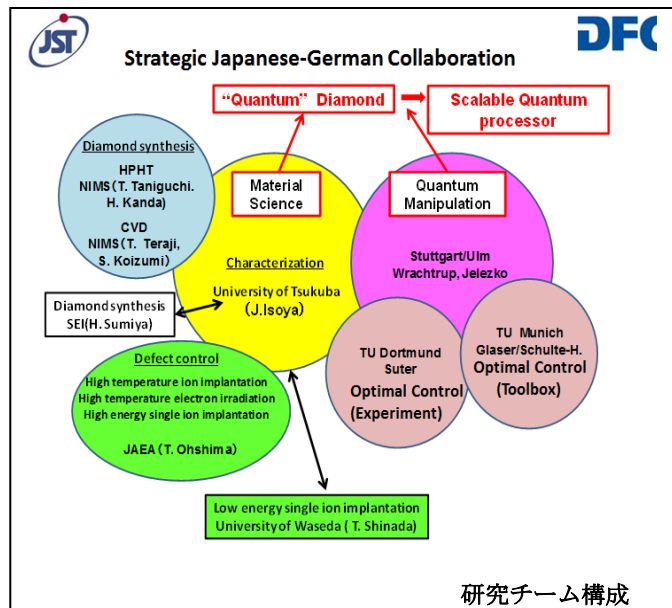 JST
DFG
Strategic Japanese-German Collaboration
“Quantum” Diamond
Scalable Quantum
processor
Diamond synthesis
HPHT
NIMS(T. Taniguchi.
H. Kanda)
CVD
NIMS(T. Teraji,
S. Koizumi)
Material
Science
Quantum
Manipulation
Characterization
University of Tsukuba
(J.Isoya)
Stuttgart/Ulm
Wrachtrup, Jelezko
Diamond synthesis
SEI(H. Sumiya)
Defect control
High temperature ion implantation
High temperature electron irradiation
High energy single ion implantation
JAEA(T. Ohshima)
TU Dortmund
Suter
Optimal Control
(Experiment)
TU Munich
Glaser/Schulte-H.
Optimal Control
(Toolbox)
Low energy single ion implantation
University of Waseda ( T. Shinada)
研究チーム構成